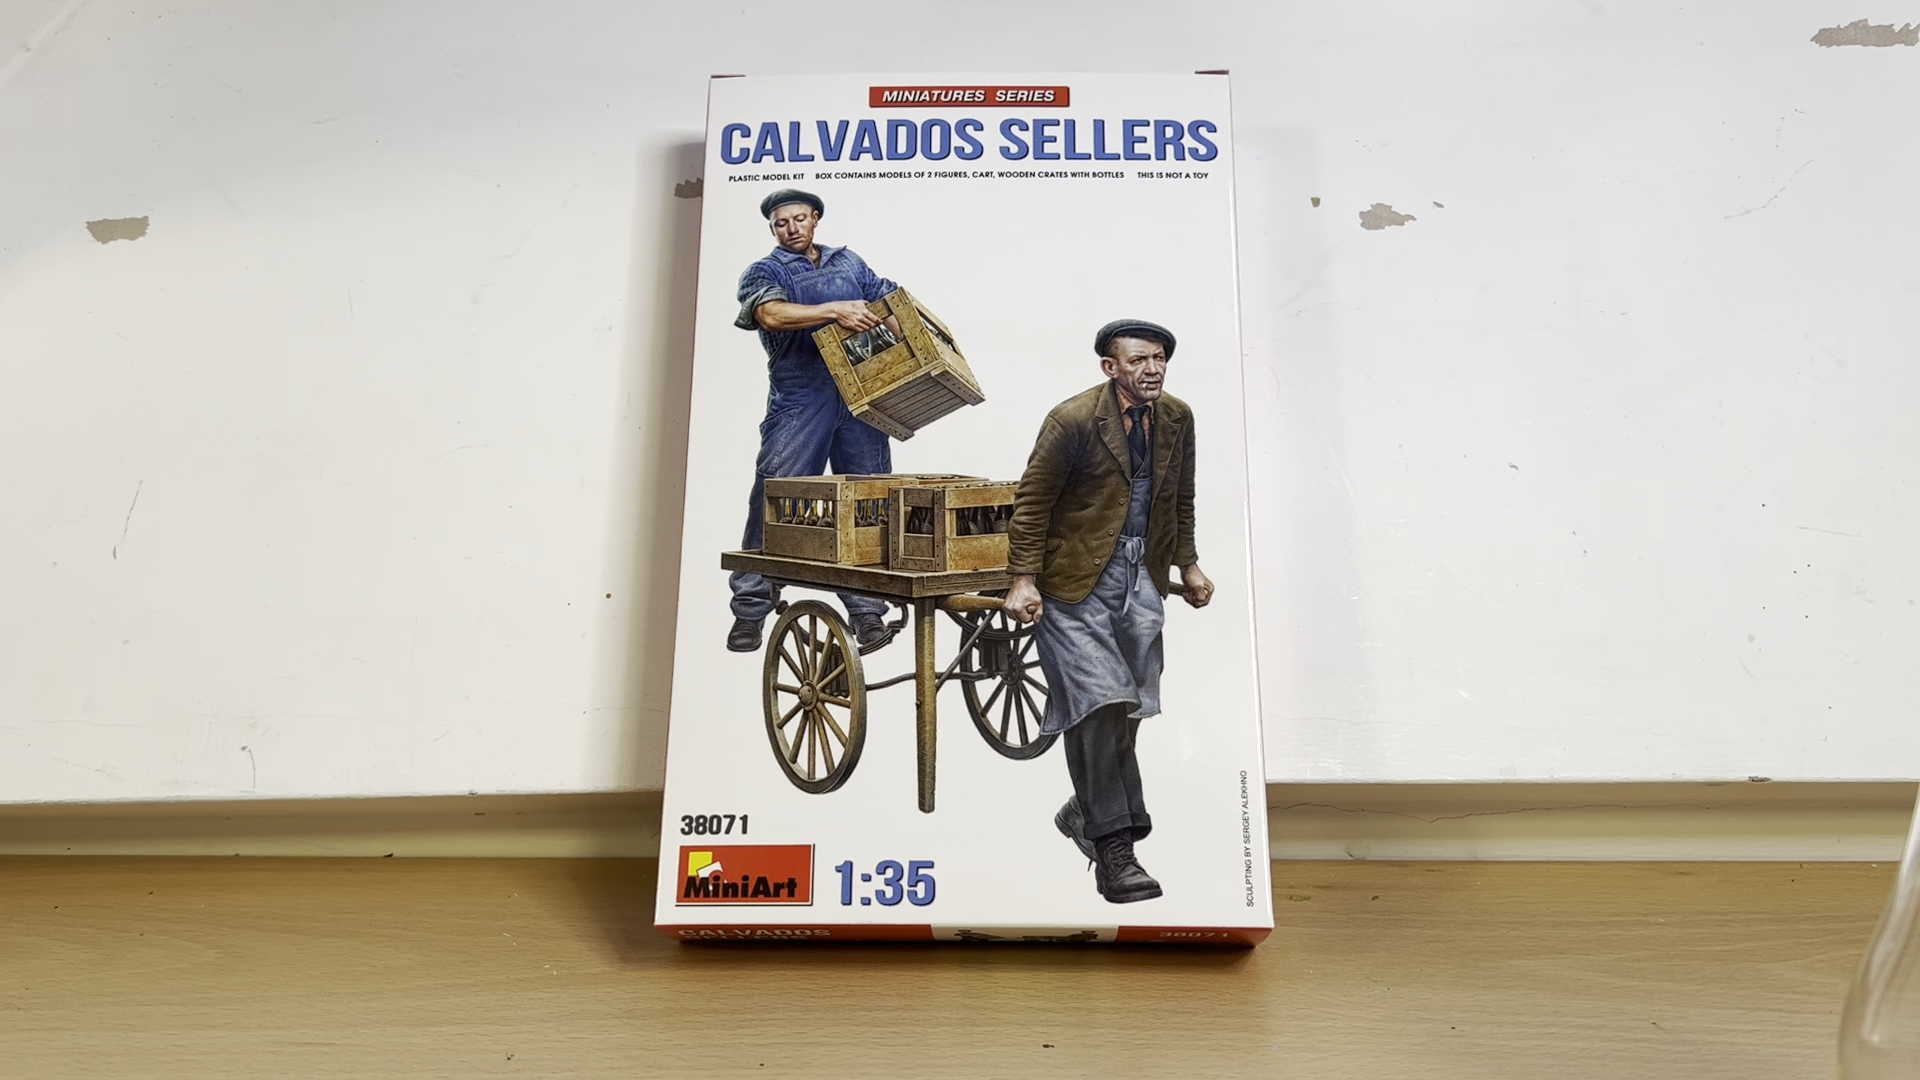 MINIATURES SERIES
CALVADOS SELLERS
PLASTIC MODEL KIT BOX CONTAINS MODELS OF 2 FIGURES, CART, WOODEN CRATES WITH BOTTLES THIS IS NOT A TOY
38071
MiniArt 1:35
SCULPTING BY SERGEY ALEKHNO
CALVADOS
SELLERS
38071